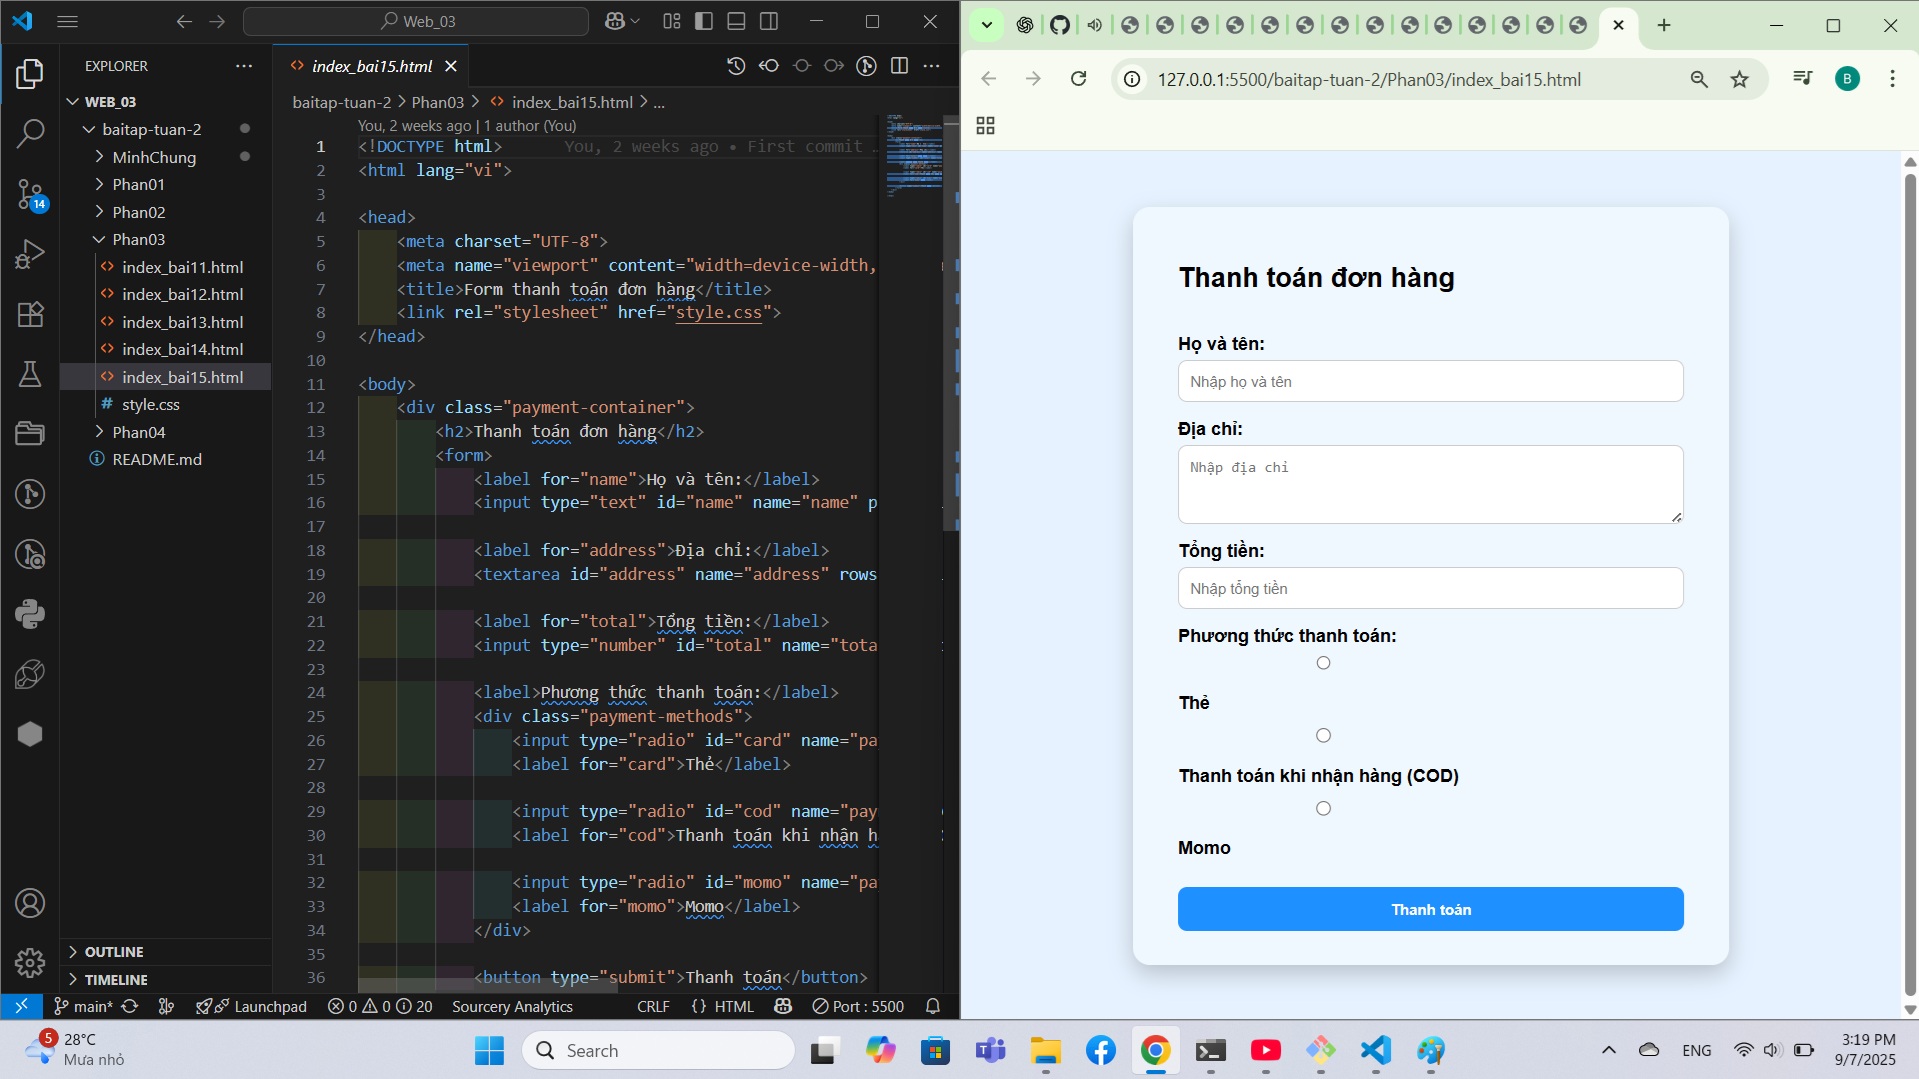 Web_03
EXPLORER
WEB_03
baitap-tuan-2
MinhChung
Phan01
Phan02
Phan03
index_bai11.html
index_bai12.html
index_bai13.html
index_bai14.html
index_bai15.html
style.css
Phan04
README.md
OUTLINE
TIMELINE
14
index_bai15.html
baitap-tuan-2 > Phan03 > index_bai15.html > ...
You, 2 weeks ago | 1 author (You)
1 <!DOCTYPE html> You, 2 weeks ago • First commit …
2 <html lang="vi">
3
4 <head>
5 <meta charset="UTF-8">
6 <meta name="viewport" content="width=device-width,
7 <title>Form thanh toán đơn hàng</title>
8 <link rel="stylesheet" href="style.css">
9 </head>
10
11 <body>
12 <div class="payment-container">
13 <h2>Thanh toán đơn hàng</h2>
14 <form>
15 <label for="name">Họ và tên:</label>
16 <input type="text" id="name" name="name" p
17
18 <label for="address">Địa chỉ:</label>
19 <textarea id="address" name="address" rows
20
21 <label for="total">Tổng tiền:</label>
22 <input type="number" id="total" name="tota
23
24 <label>Phương thức thanh toán:</label>
25 <div class="payment-methods">
26 <input type="radio" id="card" name="pa
27 <label for="card">Thẻ</label>
28
29 <input type="radio" id="cod" name="pay
30 <label for="cod">Thanh toán khi nhận h
31
32 <input type="radio" id="momo" name="pa
33 <label for="momo">Momo</label>
34 </div>
35
36 <button type="submit">Thanh toán</button>
main* Launchpad 0 0 20 Sourcery Analytics CRLF {} HTML Port : 5500
127.0.0.1:5500/baitap-tuan-2/Phan03/index_bai15.html
B
Thanh toán đơn hàng
Họ và tên:
Nhập họ và tên
Địa chỉ:
Nhập địa chỉ
Tổng tiền:
Nhập tổng tiền
Phương thức thanh toán:
Thẻ
Thanh toán khi nhận hàng (COD)
Momo
Thanh toán
5
28°C
Mưa nhỏ
Search
ENG
3:19 PM
9/7/2025